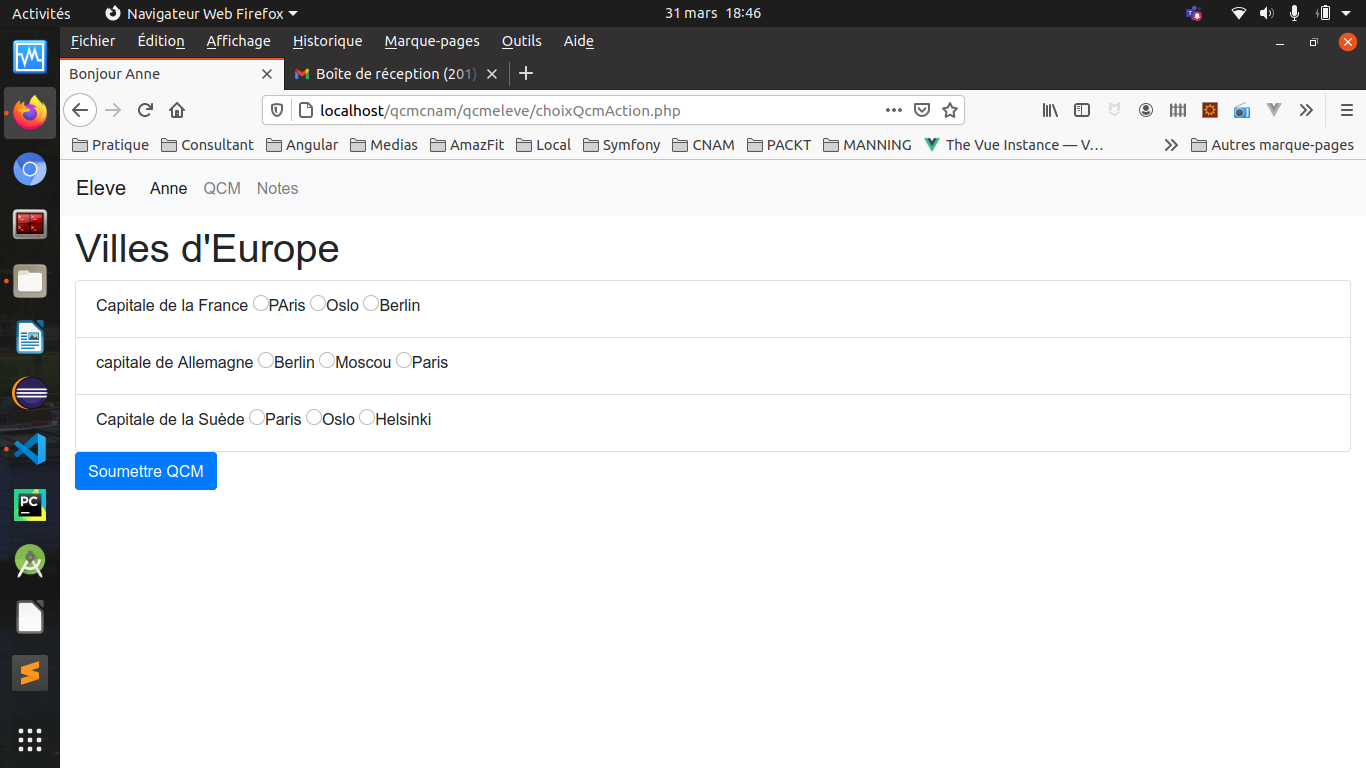 Activités Navigateur Web Firefox 31 mars 18:46
Fichier Édition Affichage Historique Marque-pages Outils Aide
Bonjour Anne Boîte de réception (201)
localhost/qcmcnam/qcmeleve/choixQcmAction.php
Pratique Consultant Angular Medias AmazFit Local Symfony CNAM PACKT MANNING The Vue Instance — V… Autres marque-pages
Eleve Anne QCM Notes
Villes d'Europe
Capitale de la France PAris Oslo Berlin
capitale de Allemagne Berlin Moscou Paris
Capitale de la Suède Paris Oslo Helsinki
Soumettre QCM
PC